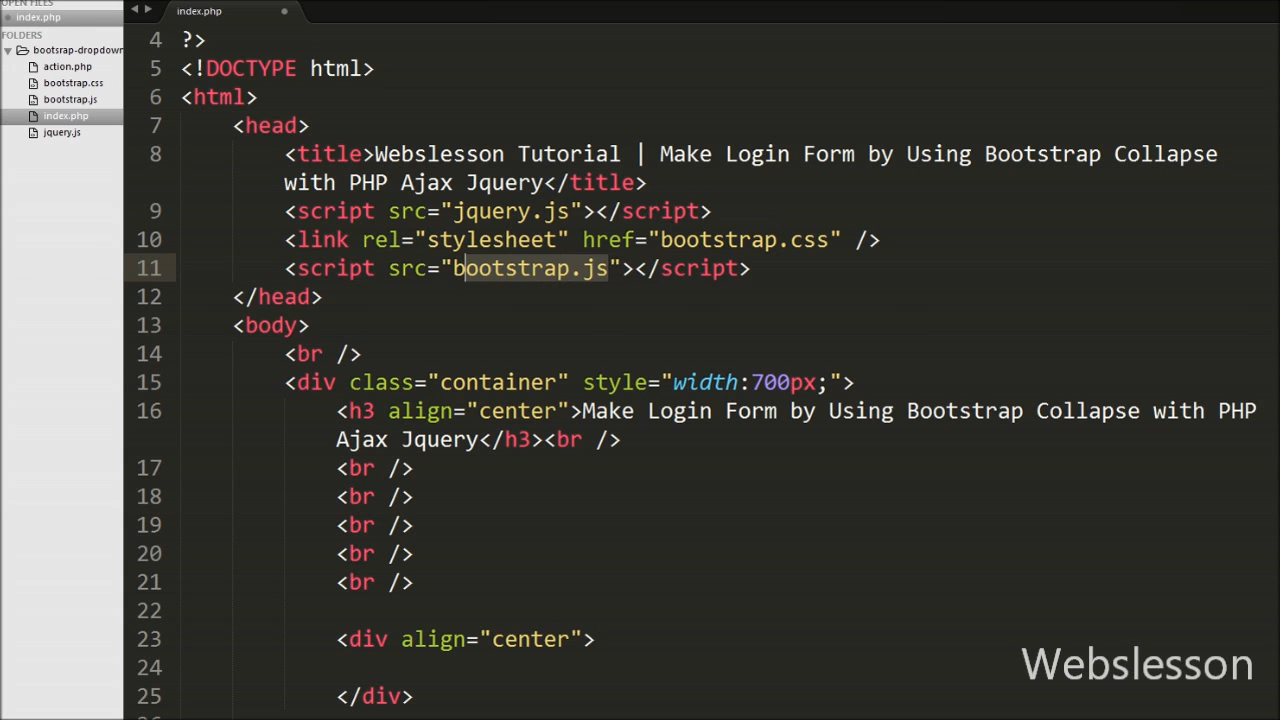 OPEN FILES
index.php
FOLDERS
bootsrap-dropdown
action.php
bootstrap.css
bootstrap.js
index.php
jquery.js
index.php
4 ?>
5 <!DOCTYPE html>
6 <html>
7 <head>
8 <title>Webslesson Tutorial | Make Login Form by Using Bootstrap Collapse
with PHP Ajax Jquery</title>
9 <script src="jquery.js"></script>
10 <link rel="stylesheet" href="bootstrap.css" />
11 <script src="bootstrap.js"></script>
12 </head>
13 <body>
14 <br />
15 <div class="container" style="width:700px;">
16 <h3 align="center">Make Login Form by Using Bootstrap Collapse with PHP
Ajax Jquery</h3><br />
17 <br />
18 <br />
19 <br />
20 <br />
21 <br />
22
23 <div align="center">
24
25 </div>
Webslesson